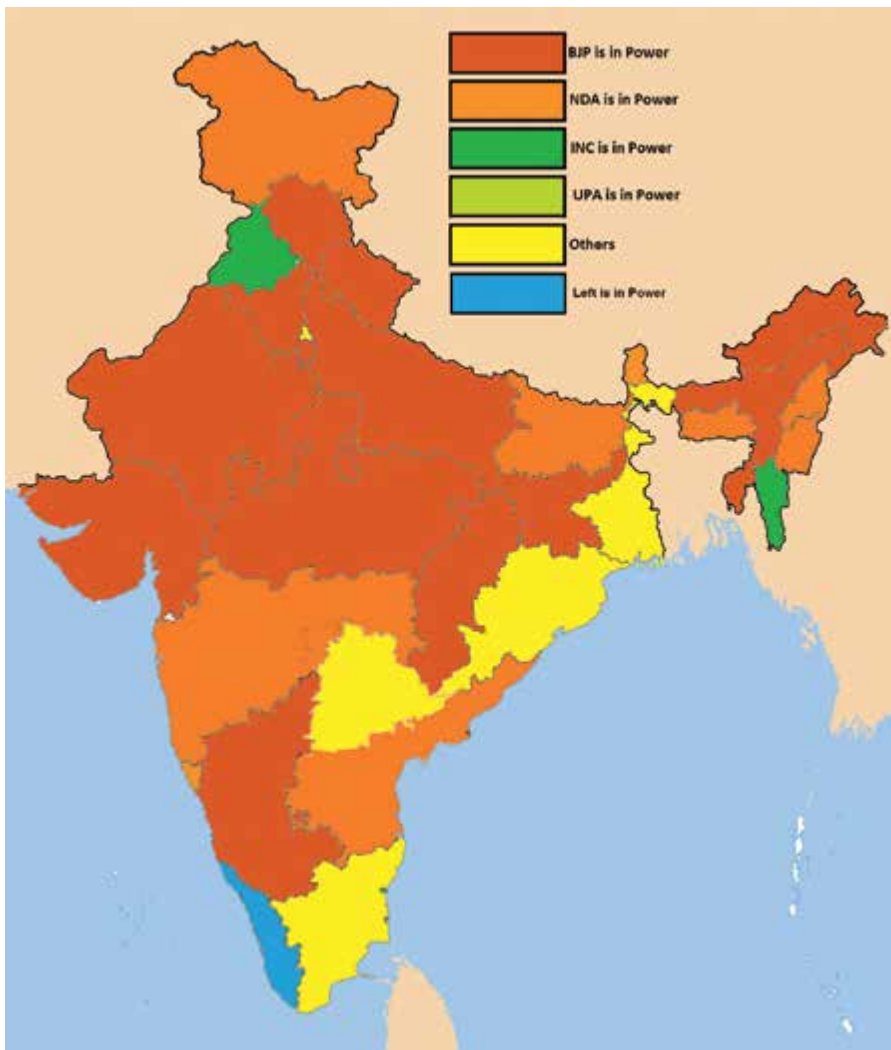 BJP is in Power
NDA is in Power
INC is in Power
UPA is in Power
Others
Left is in Power